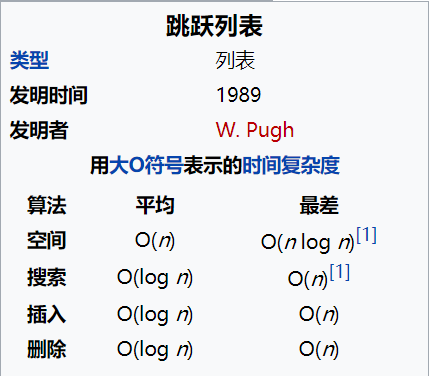 跳跃列表
类型 列表
发明时间 1989
发明者 W. Pugh
用大O符号表示的时间复杂度
算法 平均 最差
空间 O(n) O(n log n)[1]
搜索 O(log n) O(n)[1]
插入 O(log n) O(n)
删除 O(log n) O(n)